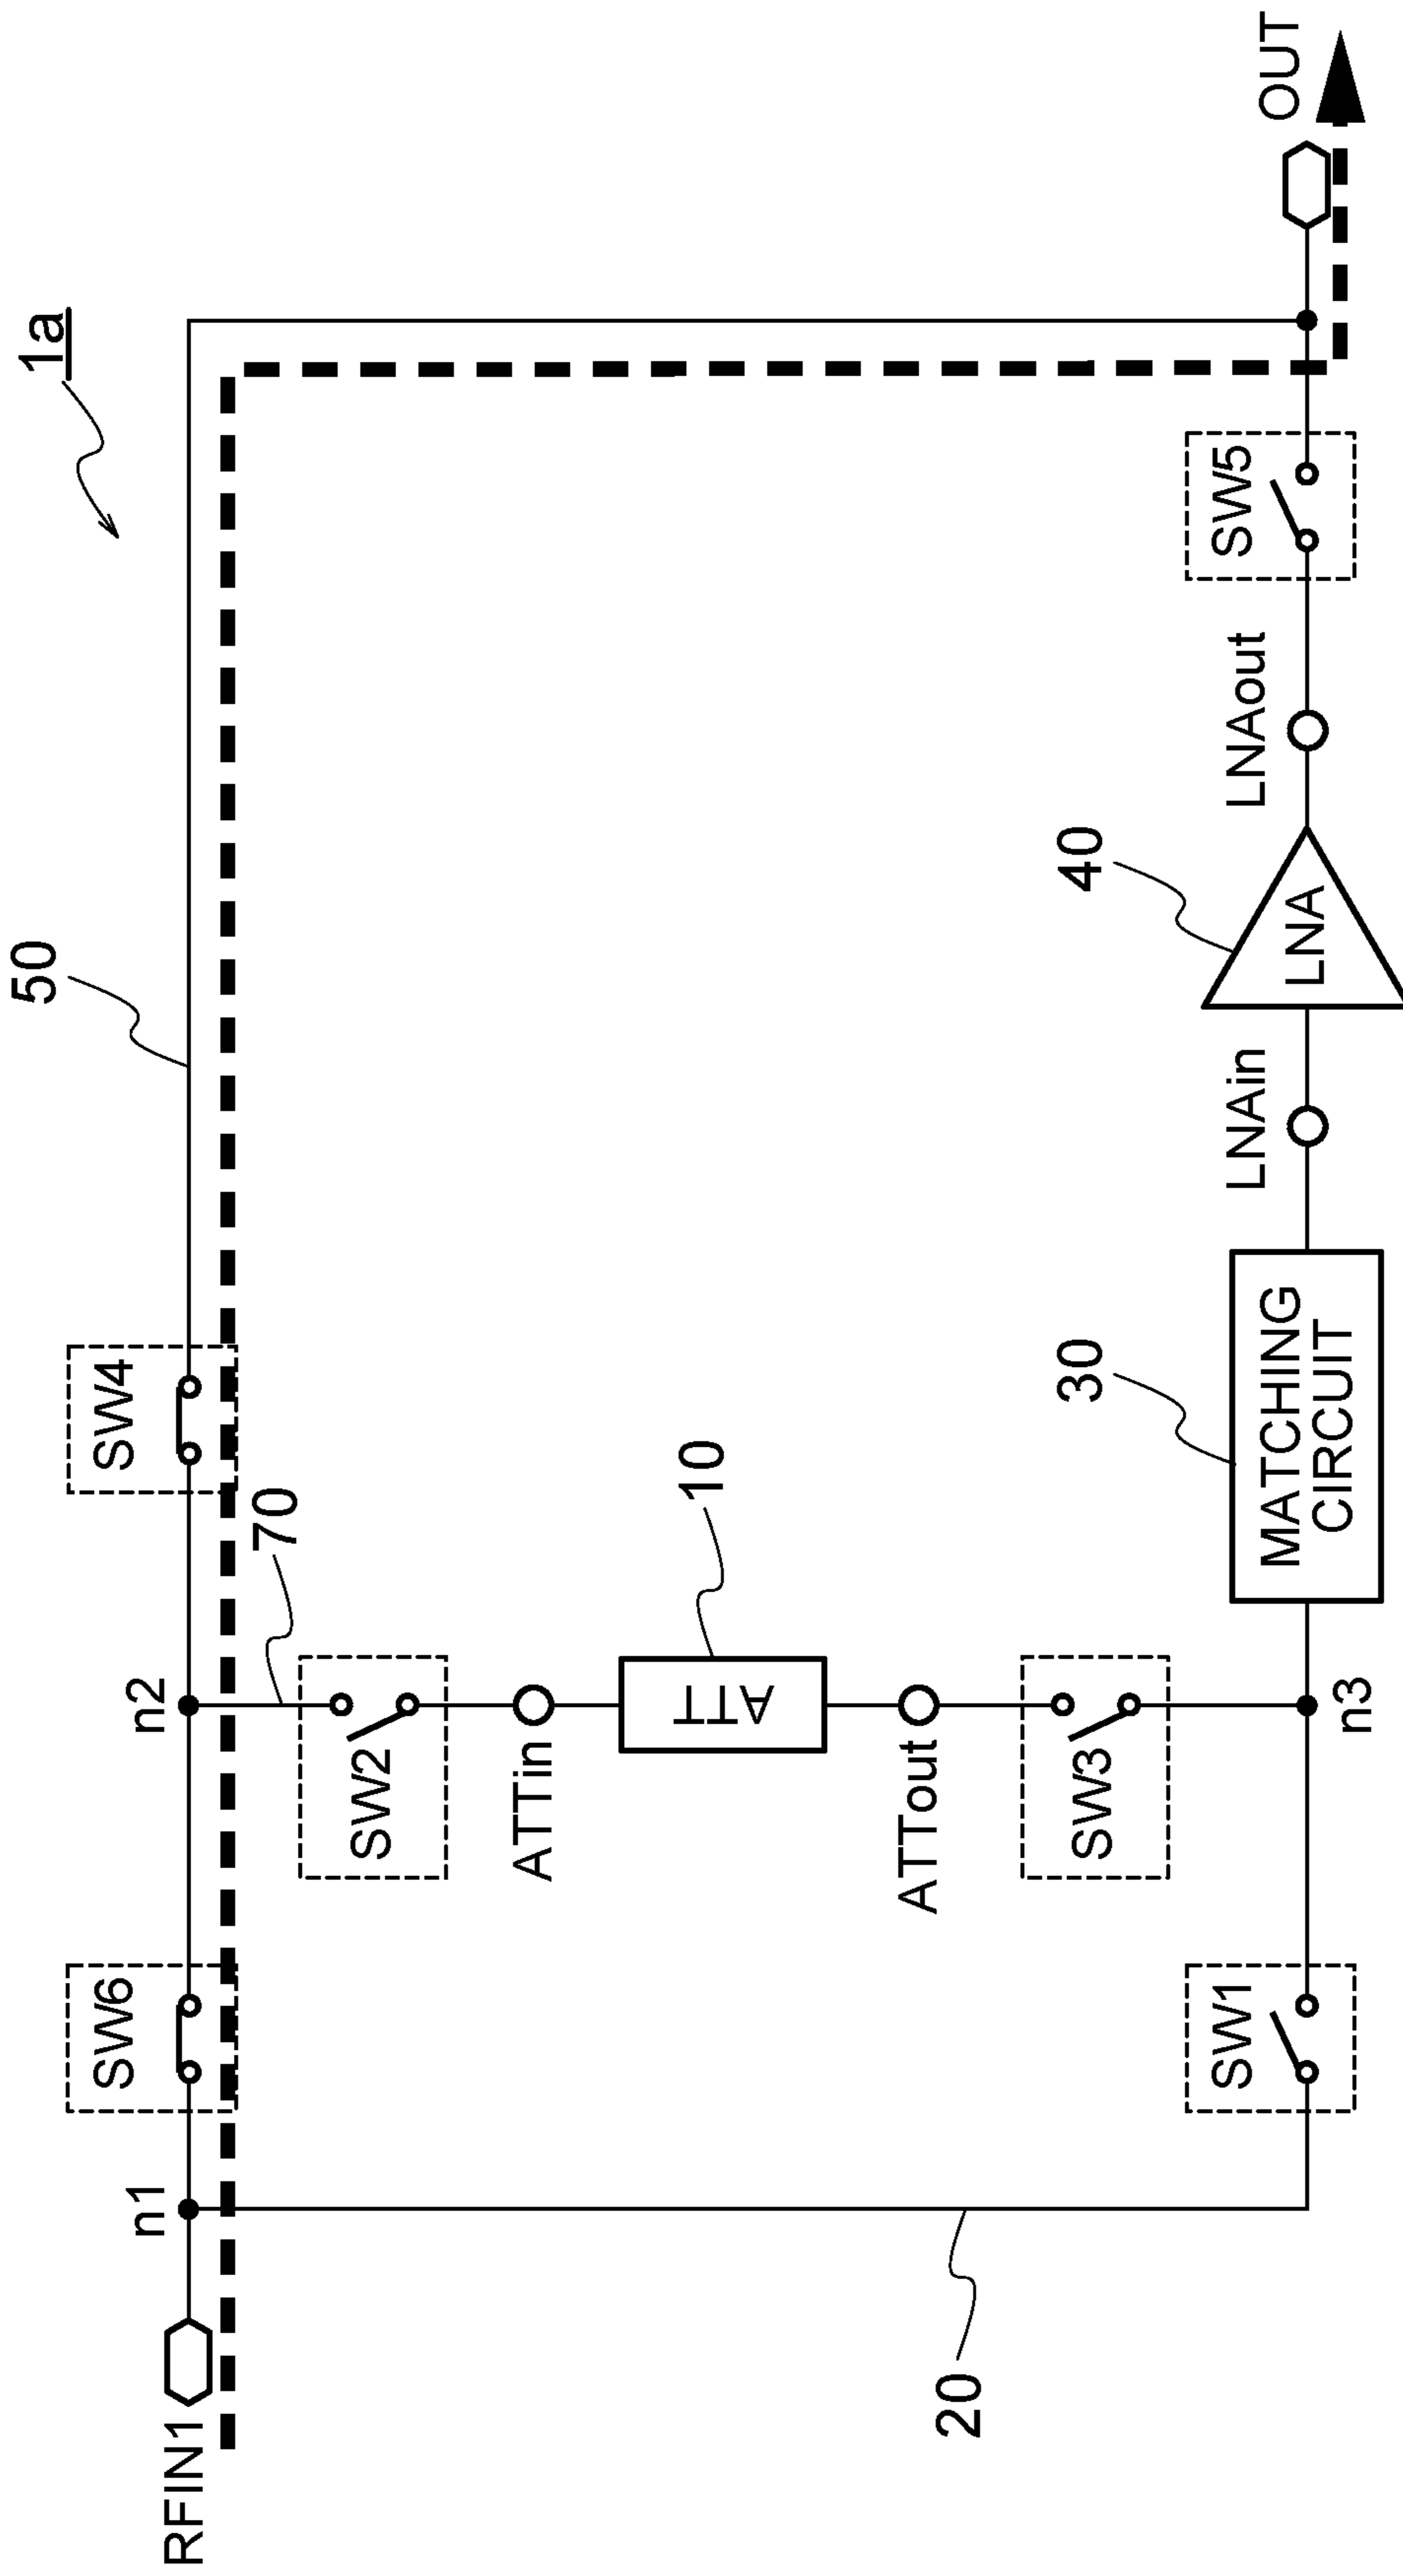 1a
50
SW6
SW4
n1
n2
RFIN1
70
SW2
ATTin
ATT
10
ATTout
SW3
20
n3
SW1
30
MATCHING
CIRCUIT
LNAin
40
LNA
LNAout
SW5
OUT